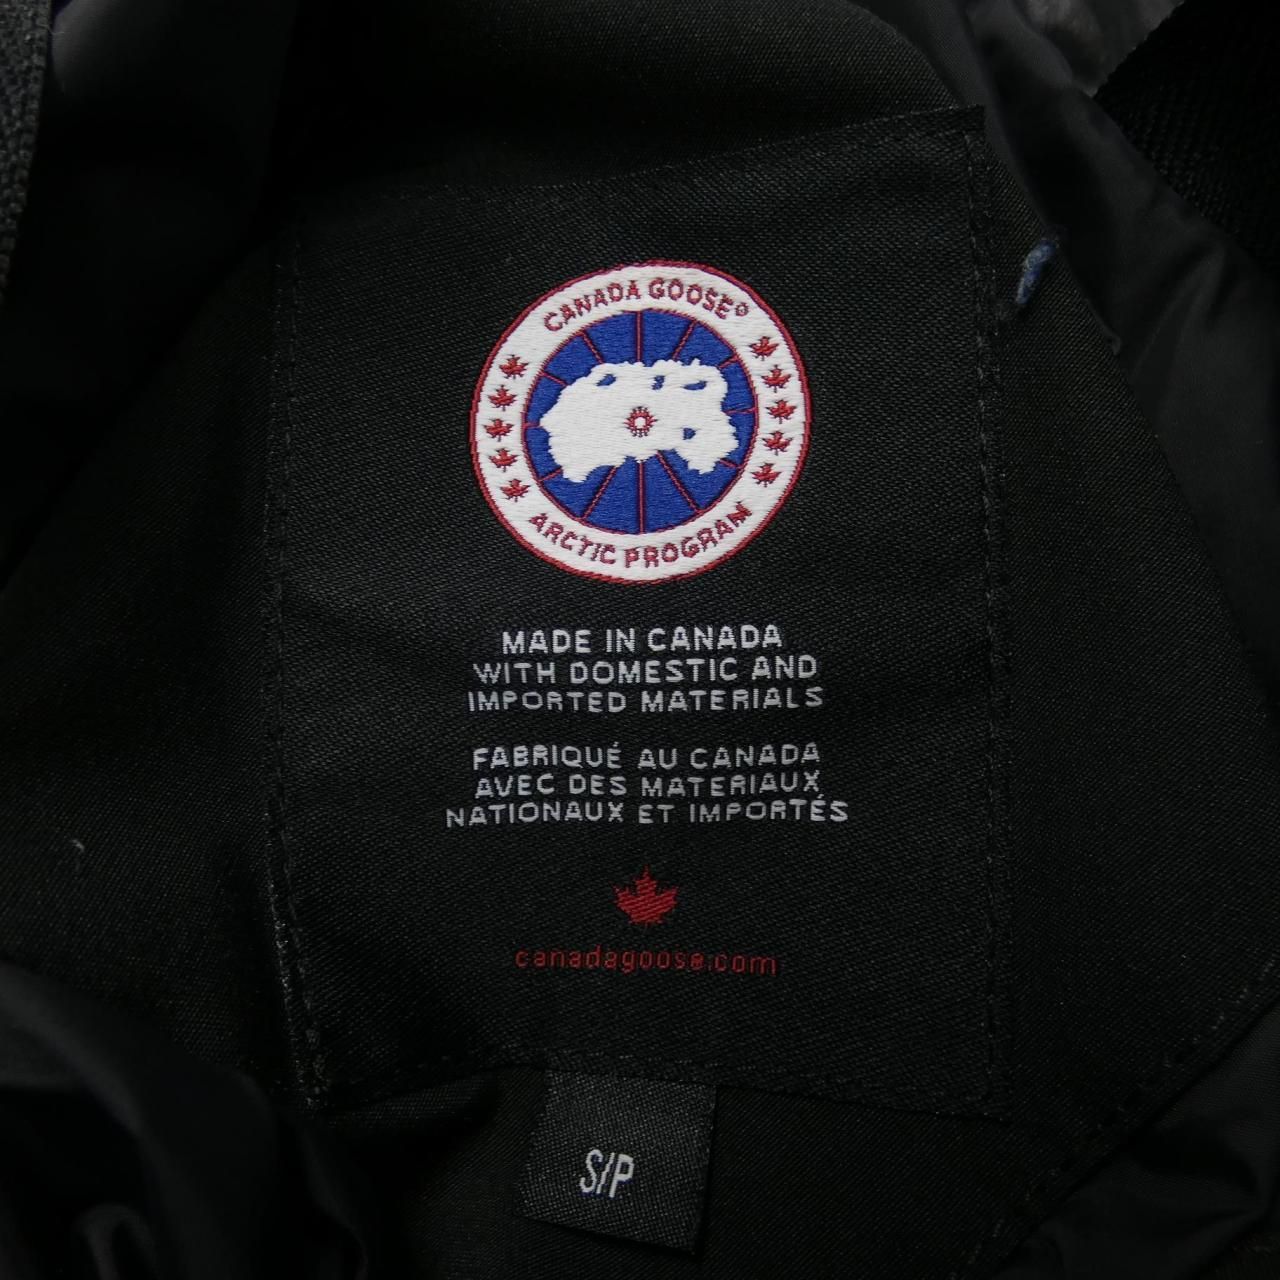 CANADA GOOSE®
ARCTIC PROGRAM
MADE IN CANADA
WITH DOMESTIC AND
IMPORTED MATERIALS
FABRIQUÉ AU CANADA
AVEC DES MATERIAUX
NATIONAUX ET IMPORTÉS
canadagoose.com
S/P